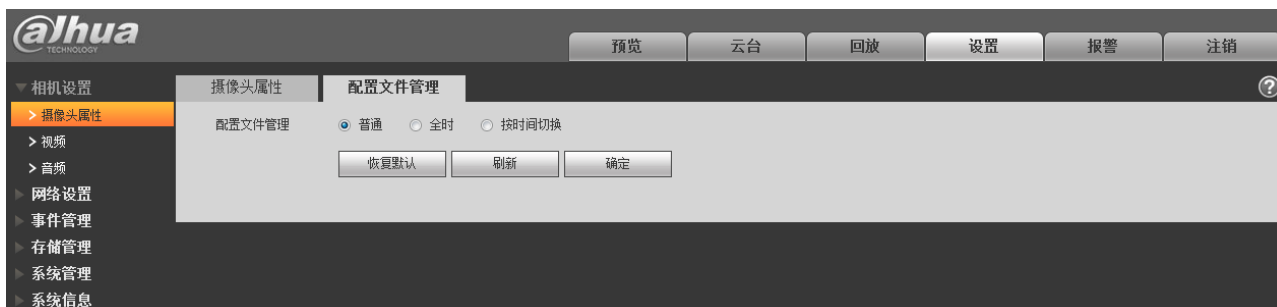 alhua
TECHNOLOGY
预览 云台 回放 设置 报警 注销
相机设置
摄像头属性 配置文件管理 ?
> 摄像头属性
配置文件管理 普通 全时 按时间切换
> 视频
恢复默认 刷新 确定
> 音频
网络设置
事件管理
存储管理
系统管理
系统信息